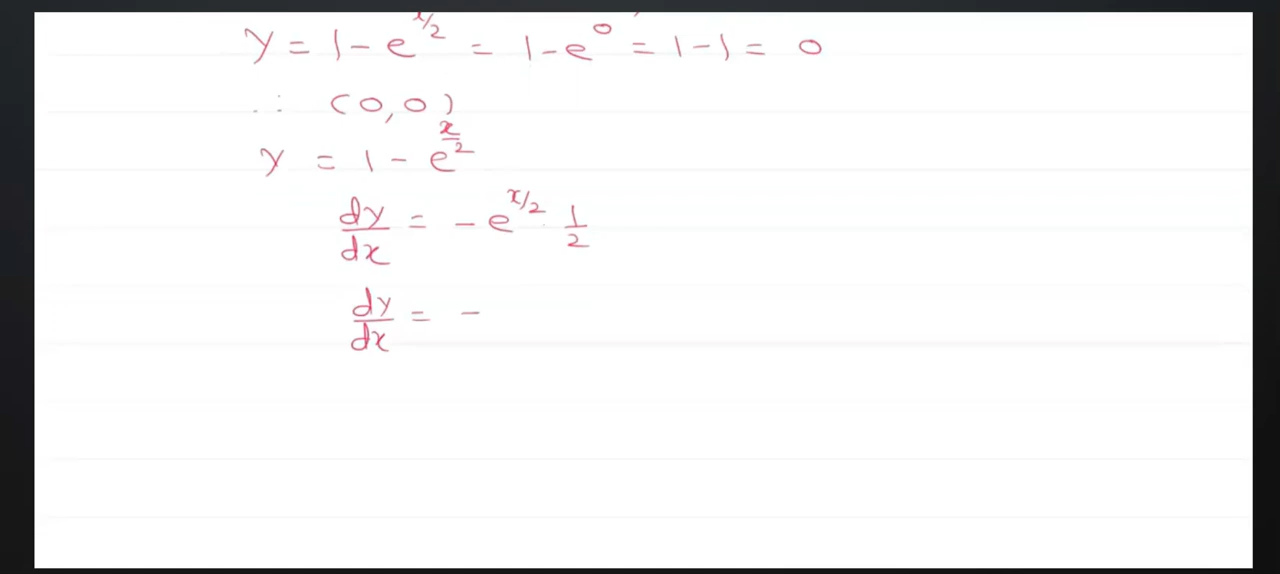 y = 1 - e^{x/2} = 1 - e^0 = 1 - 1 = 0
∴ (0,0)
y = 1 - e^{x/2}
dy/dx = - e^{x/2} · 1/2
dy/dx = -